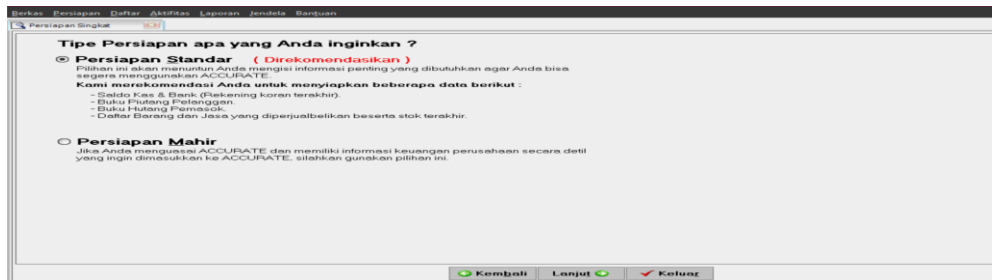 Berkas Persiapan Daftar Aktifitas Laporan Jendela Bantuan
Persiapan Singkat
Tipe Persiapan apa yang Anda inginkan ?
Persiapan Standar ( Direkomendasikan )
Pilihan ini akan menuntun Anda mengisi informasi penting yang dibutuhkan agar Anda bisa
segera menggunakan ACCURATE.
Kami merekomendasi Anda untuk menyiapkan beberapa data berikut :
- Saldo Kas & Bank (Rekening koran terakhir).
- Buku Piutang Pelanggan.
- Buku Hutang Pemasok.
- Daftar Barang dan Jasa yang diperjualbelikan beserta stok terakhir.
Persiapan Mahir
Jika Anda menguasai ACCURATE dan memiliki informasi keuangan perusahaan secara detil
yang ingin dimasukkan ke ACCURATE, silahkan gunakan pilihan ini.
Kembali Lanjut Keluar